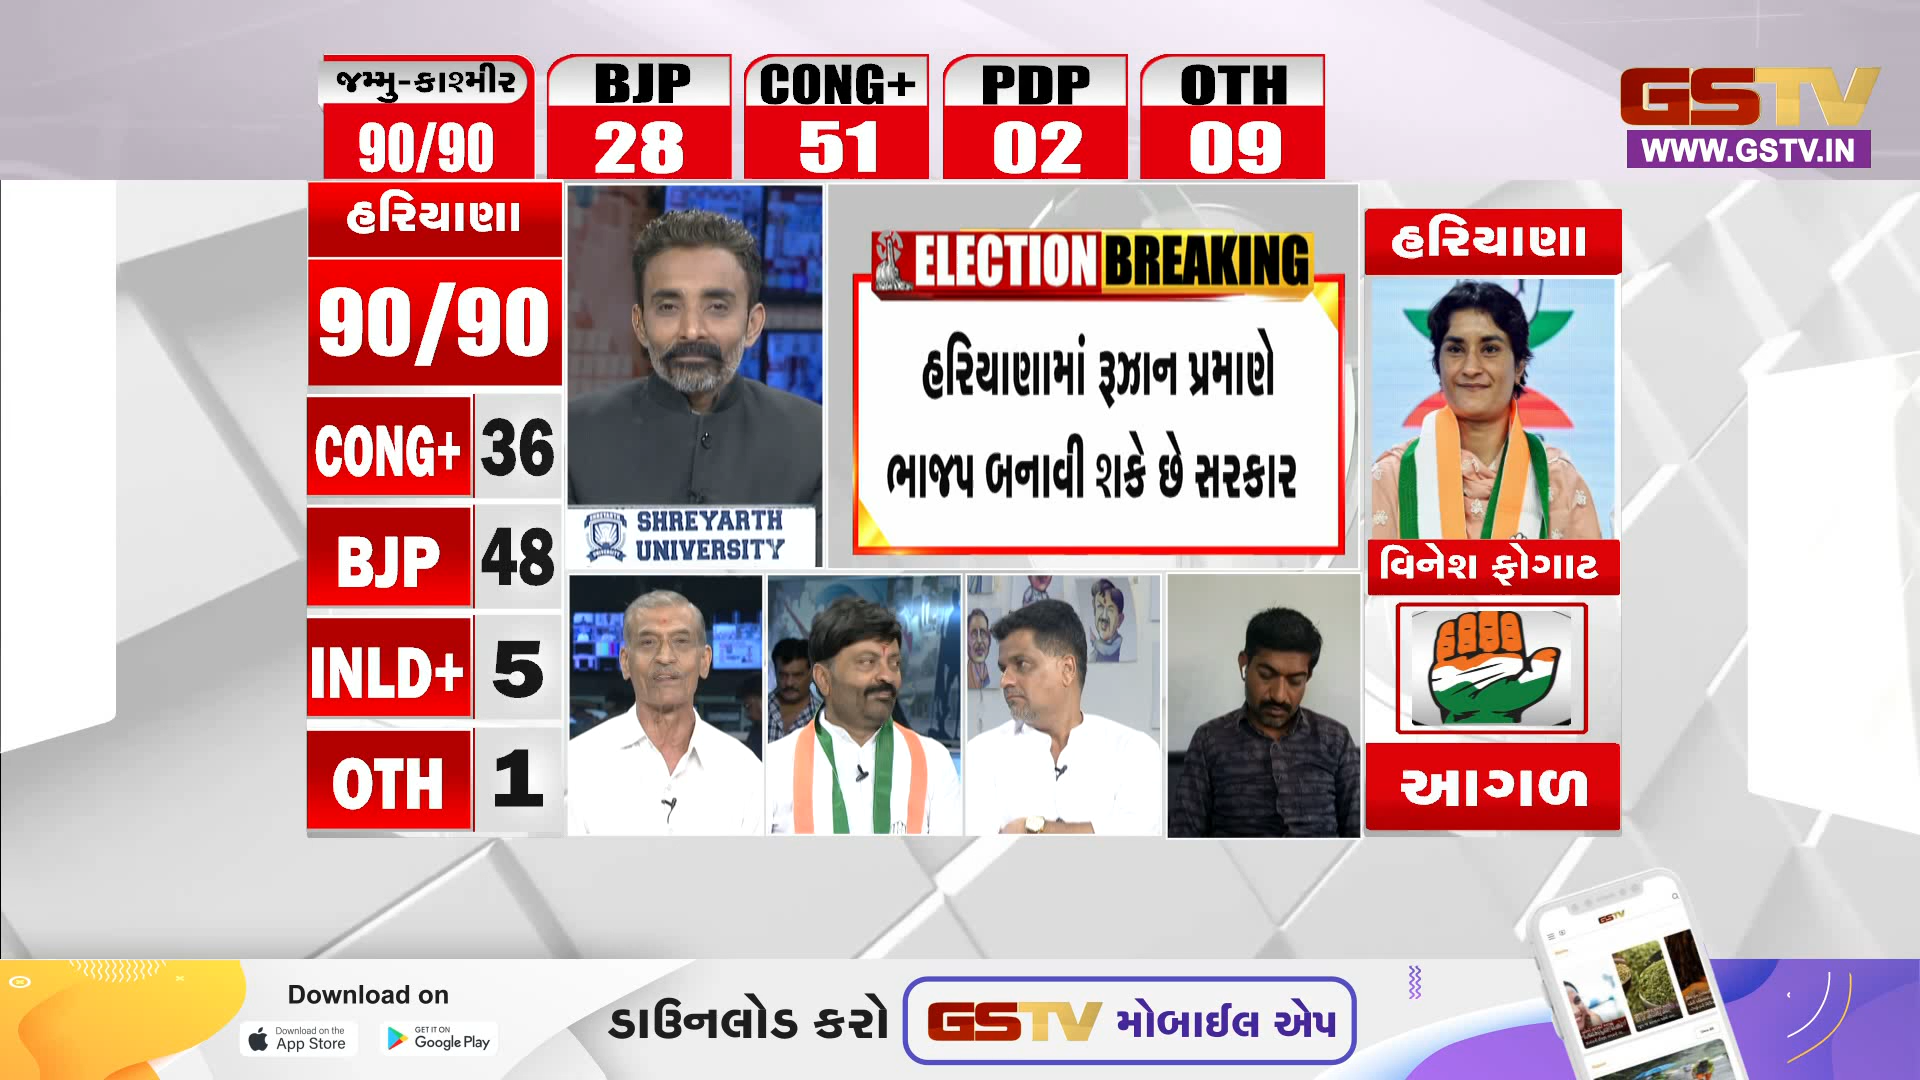 જમ્મુ-કાશ્મીર
90/90
BJP
28
CONG+
51
PDP
02
OTH
09
GSTV
WWW.GSTV.IN
હરિયાણા
90/90
CONG+ 36
BJP 48
INLD+ 5
OTH 1
SHREYARTH
UNIVERSITY
ELECTION BREAKING
હરિયાણામાં રૂઝાન પ્રમાણે
ભાજપ બનાવી શકે છે સરકાર
હરિયાણા
વિનેશ ફોગાટ
આગળ
Download on
Download on the
App Store
GET IT ON
Google Play
ડાઉનલોડ કરો GSTV મોબાઈલ એપ
GSTV